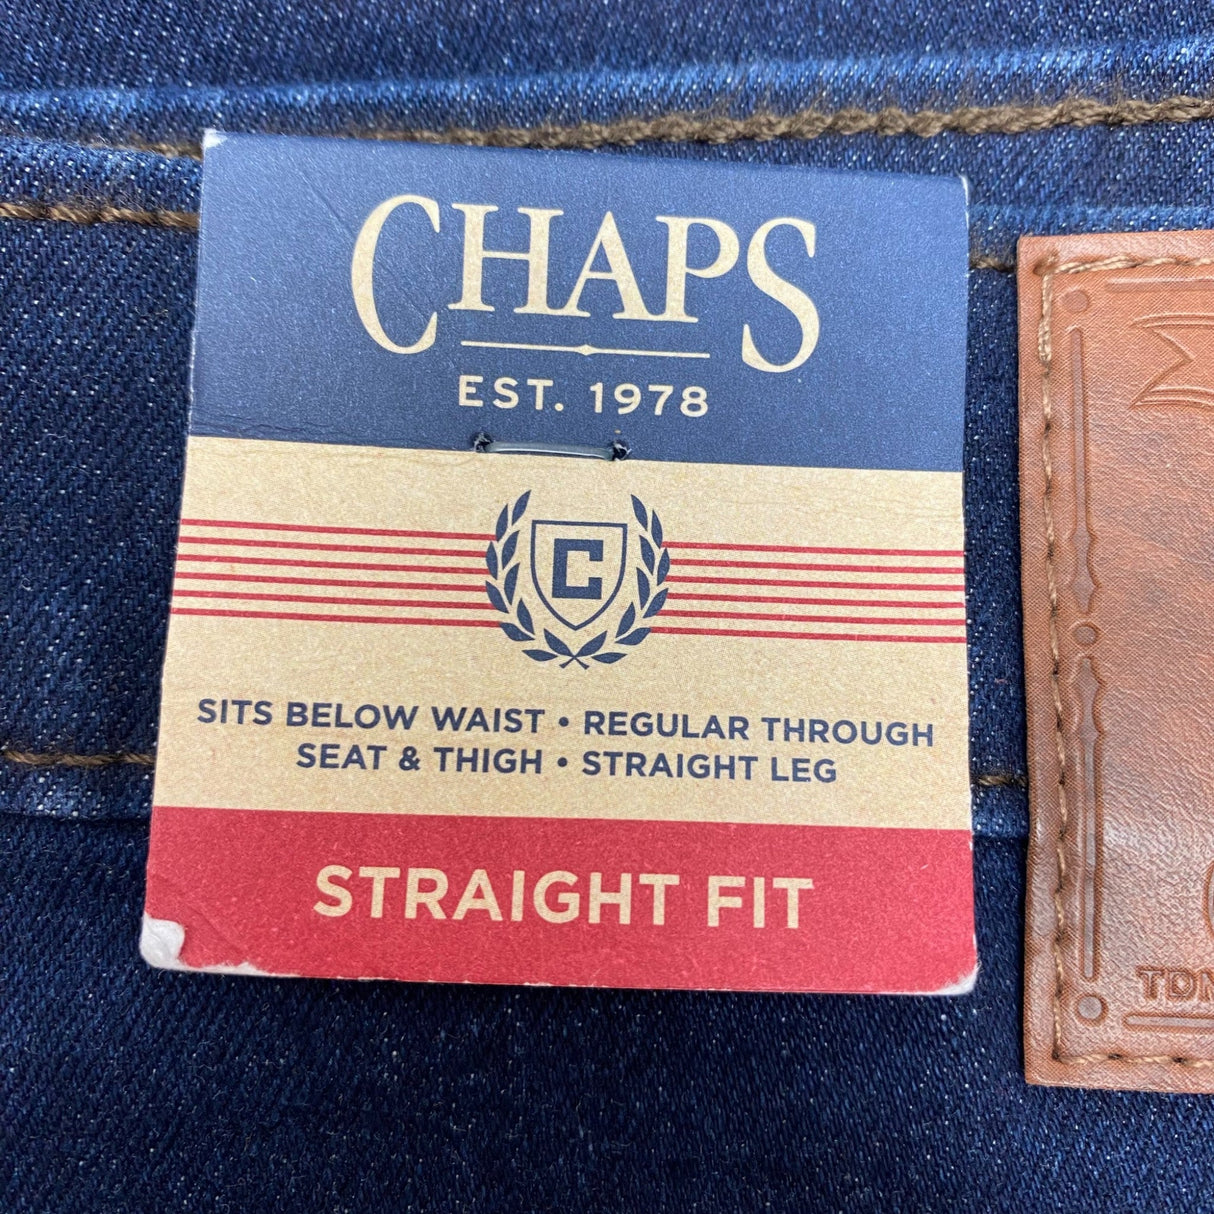 CHAPS
EST. 1978
C
SITS BELOW WAIST • REGULAR THROUGH
SEAT & THIGH • STRAIGHT LEG
STRAIGHT FIT